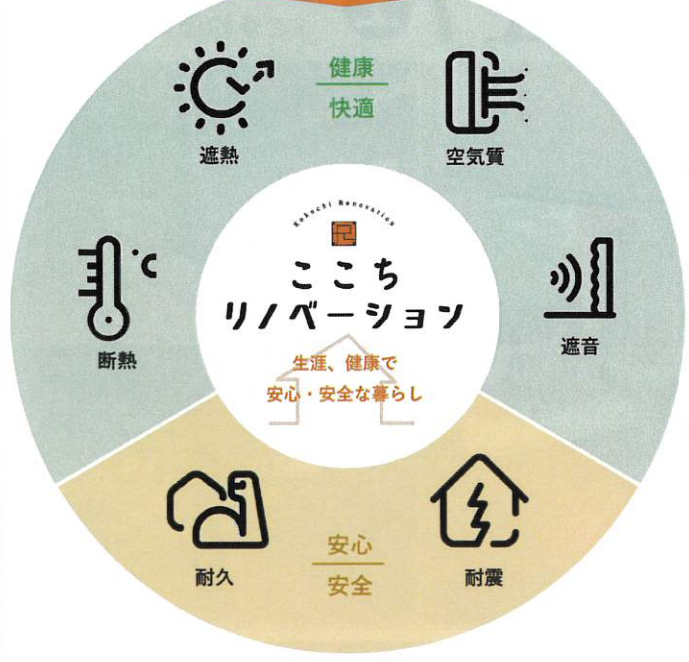 健康
快適
遮熱
空気質
断熱
℃
遮音
Kokochi Renovation
ここち
リノベーション
生涯、健康で
安心・安全な暮らし
耐久
安心
安全
耐震